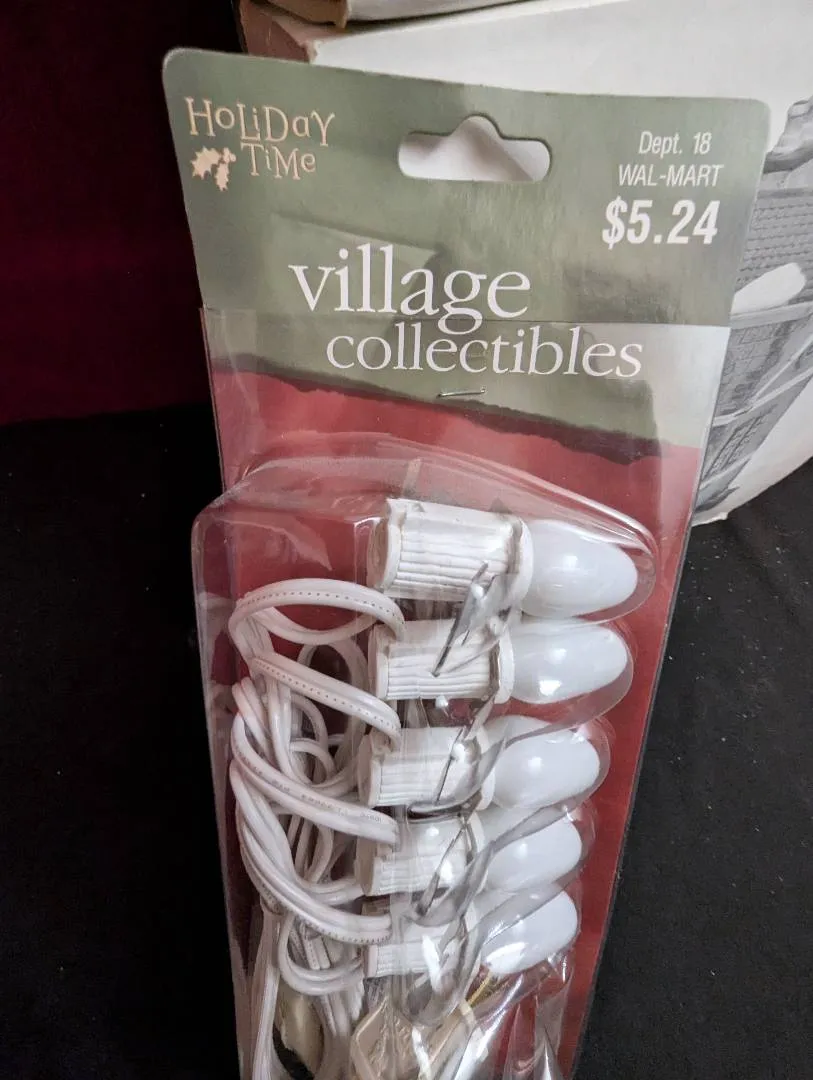 HOLiDAY
TiME
Dept. 18
WAL-MART
$5.24
village
collectibles